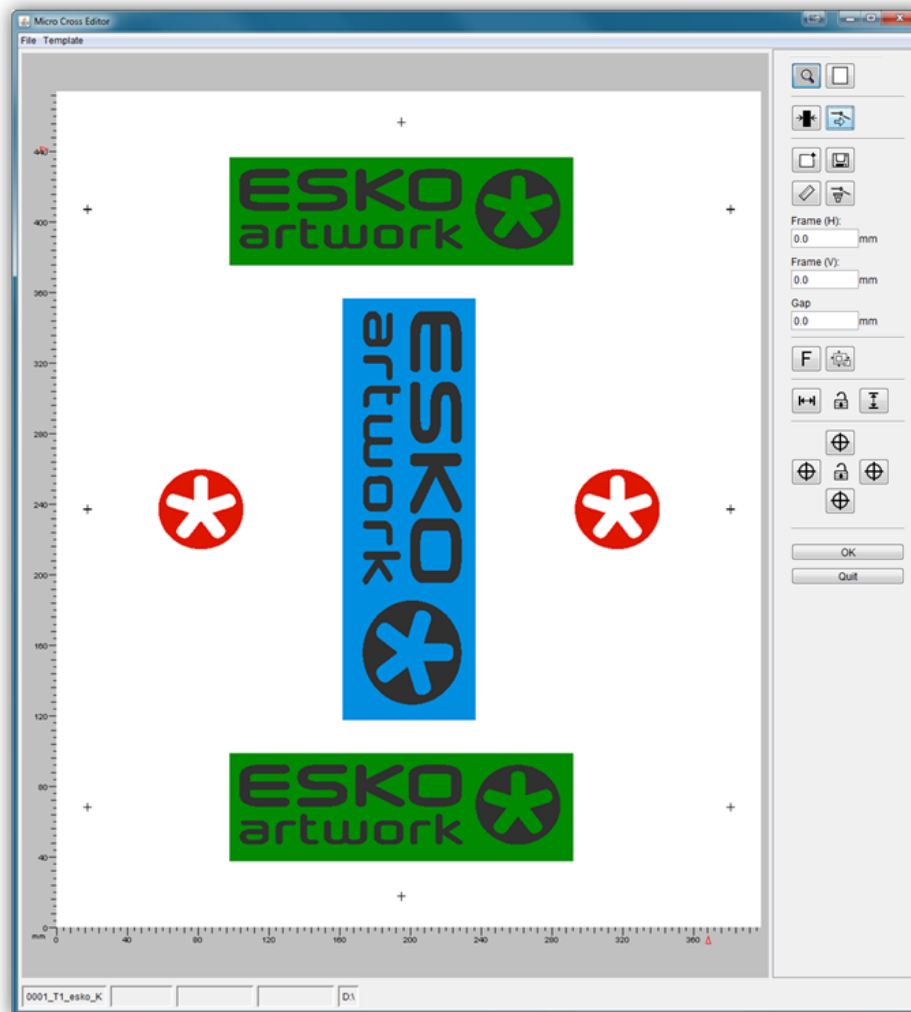 Micro Cross Editor
File Template
ESKO
artwork
ESKO
artwork
ESKO
artwork
440
400
360
320
280
240
200
160
120
80
40
0
mm
0 40 80 120 160 200 240 280 320 360
Frame (H):
0.0 mm
Frame (V):
0.0 mm
Gap
0.0 mm
F
OK
Quit
0001_T1_esko_K D:\